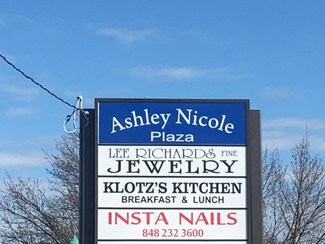 Ashley Nicole
Plaza
LEE RICHARDS FINE
JEWELRY
KLOTZ'S KITCHEN
BREAKFAST & LUNCH
INSTA NAILS
848 232 3600